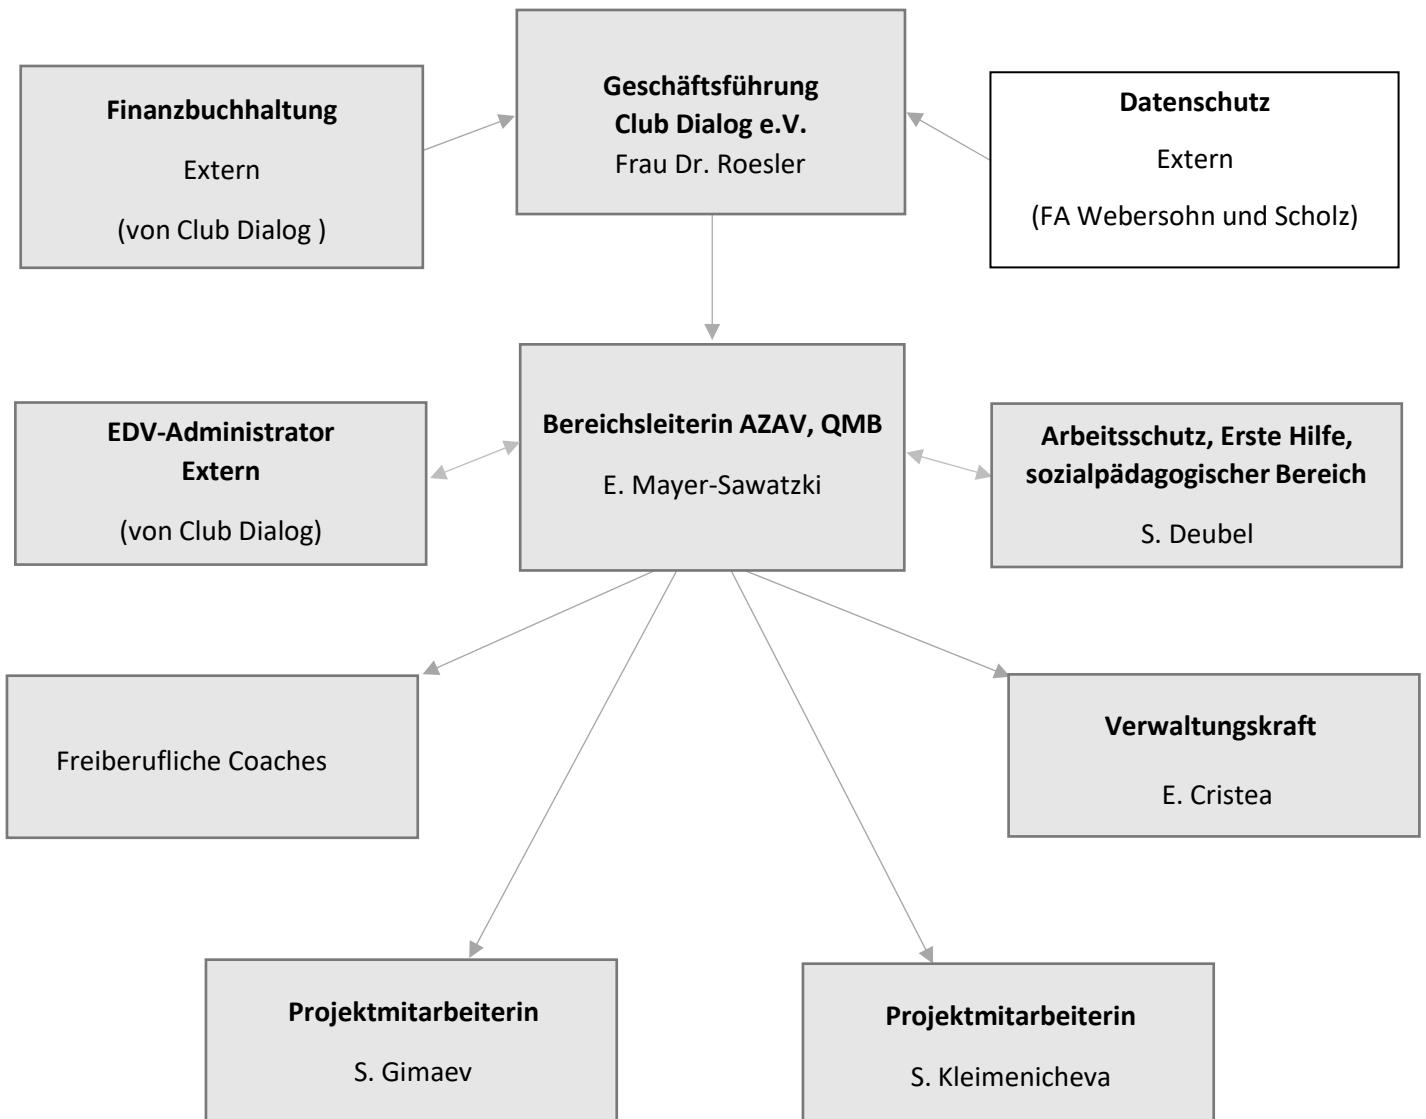 Geschäftsführung
Club Dialog e.V.
Frau Dr. Roesler
Finanzbuchhaltung
Extern
(von Club Dialog )
Datenschutz
Extern
(FA Webersohn und Scholz)
Bereichsleiterin AZAV, QMB
E. Mayer-Sawatzki
EDV-Administrator
Extern
(von Club Dialog)
Arbeitsschutz, Erste Hilfe,
sozialpädagogischer Bereich
S. Deubel
Freiberufliche Coaches
Verwaltungskraft
E. Cristea
Projektmitarbeiterin
S. Gimaev
Projektmitarbeiterin
S. Kleimenicheva